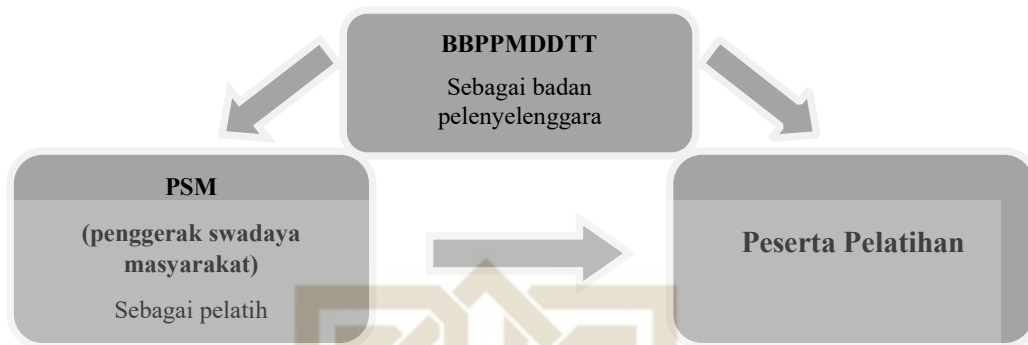 BBPPMDDTT
Sebagai badan
pelenyelenggara
PSM
(penggerak swadaya
masyarakat)
Sebagai pelatih
Peserta Pelatihan